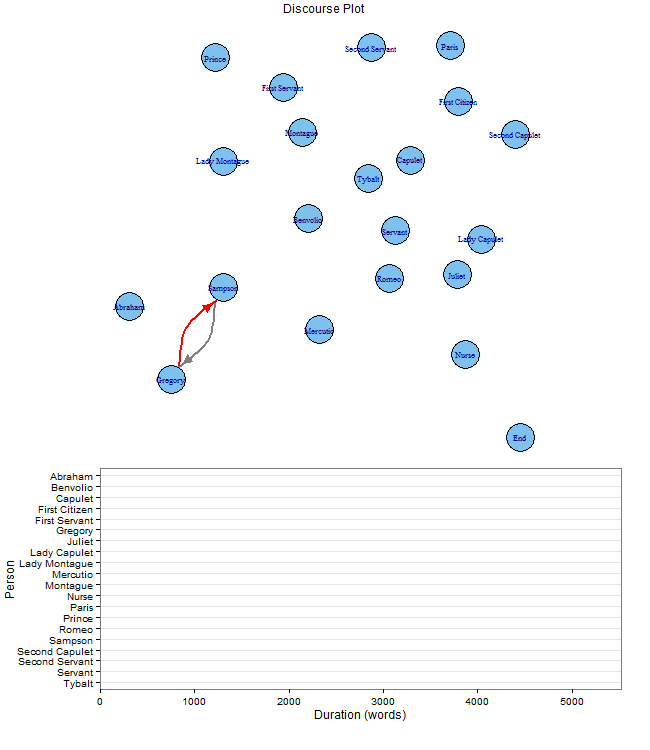 Discourse Plot
Second Servant
Paris
Prince
First Servant
First Citizen
Montague
Second Capulet
Lady Montague
Capulet
Tybalt
Benvolio
Servant
Lady Capulet
Romeo
Juliet
Sampson
Abraham
Mercutio
Nurse
Gregory
End
Person
Abraham
Benvolio
Capulet
First Citizen
First Servant
Gregory
Juliet
Lady Capulet
Lady Montague
Mercutio
Montague
Nurse
Paris
Prince
Romeo
Sampson
Second Capulet
Second Servant
Servant
Tybalt
0 1000 2000 3000 4000 5000
Duration (words)